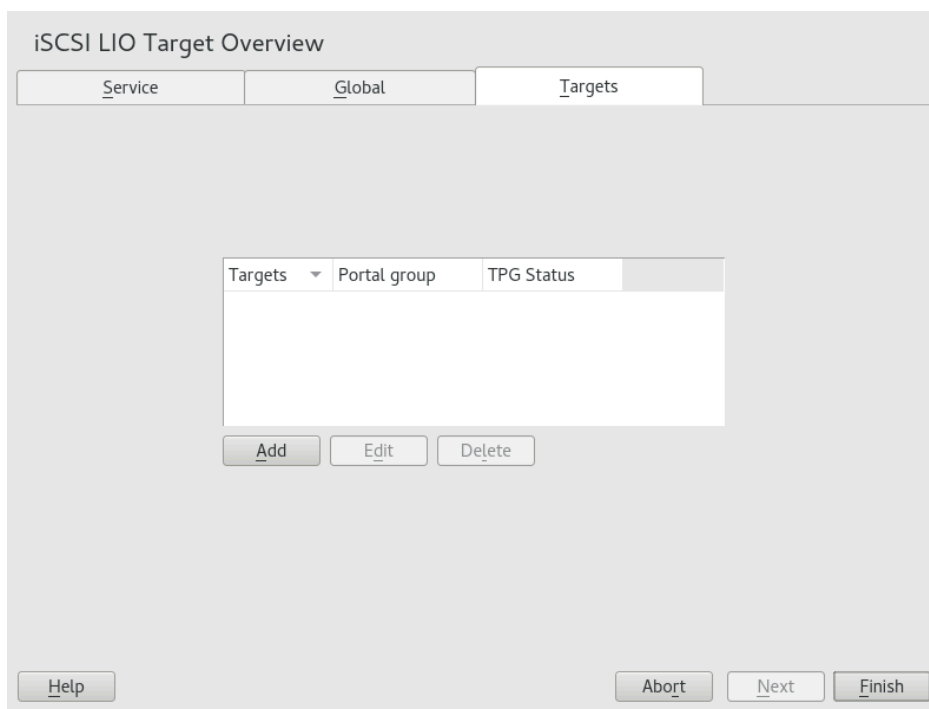 iSCSI LIO Target Overview
Service Global Targets
Targets Portal group TPG Status
Add Edit Delete
Help Abort Next Finish